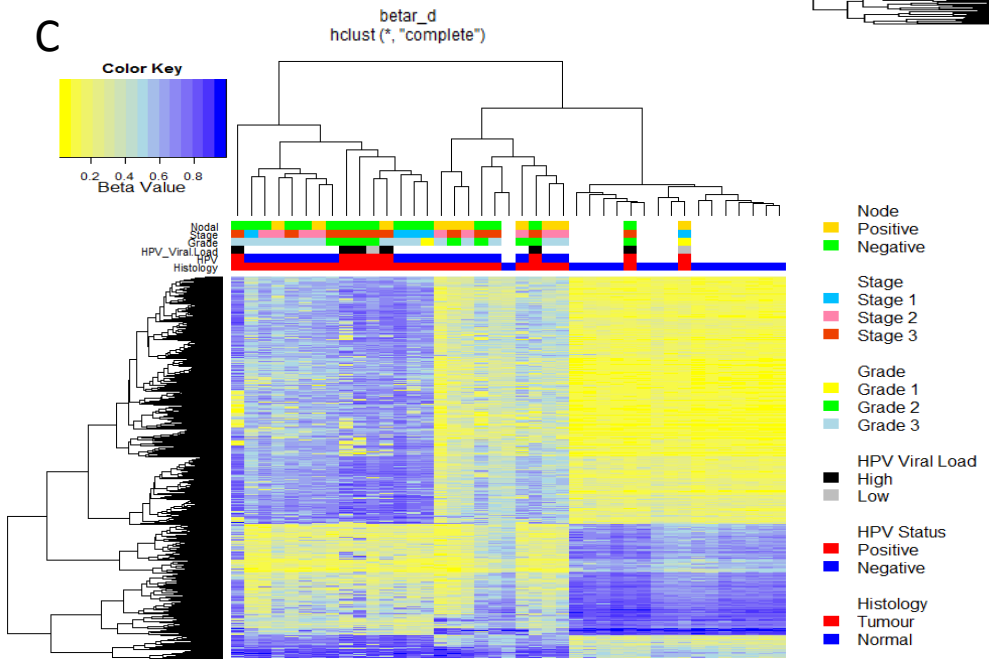 C
betar_d
hclust (*, "complete")
Color Key
0.2 0.4 0.6 0.8
Beta Value
Nodal
Stage
Grade
HPV_Viral.Load
HPV
Histology
Node
Positive
Negative
Stage
Stage 1
Stage 2
Stage 3
Grade
Grade 1
Grade 2
Grade 3
HPV Viral Load
High
Low
HPV Status
Positive
Negative
Histology
Tumour
Normal